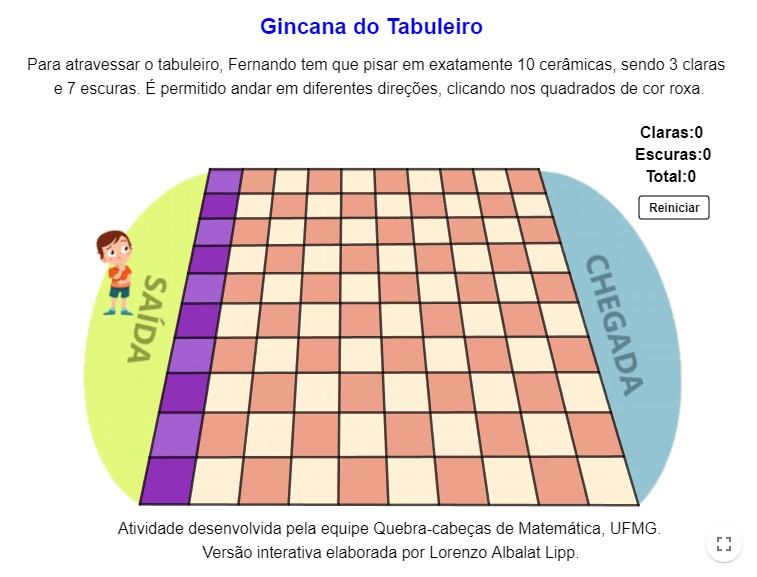 Gincana do Tabuleiro
Para atravessar o tabuleiro, Fernando tem que pisar em exatamente 10 cerâmicas, sendo 3 claras
e 7 escuras. É permitido andar em diferentes direções, clicando nos quadrados de cor roxa.
Claras:0
Escuras:0
Total:0
Reiniciar
SAÍDA
CHEGADA
Atividade desenvolvida pela equipe Quebra-cabeças de Matemática, UFMG.
Versão interativa elaborada por Lorenzo Albalat Lipp.